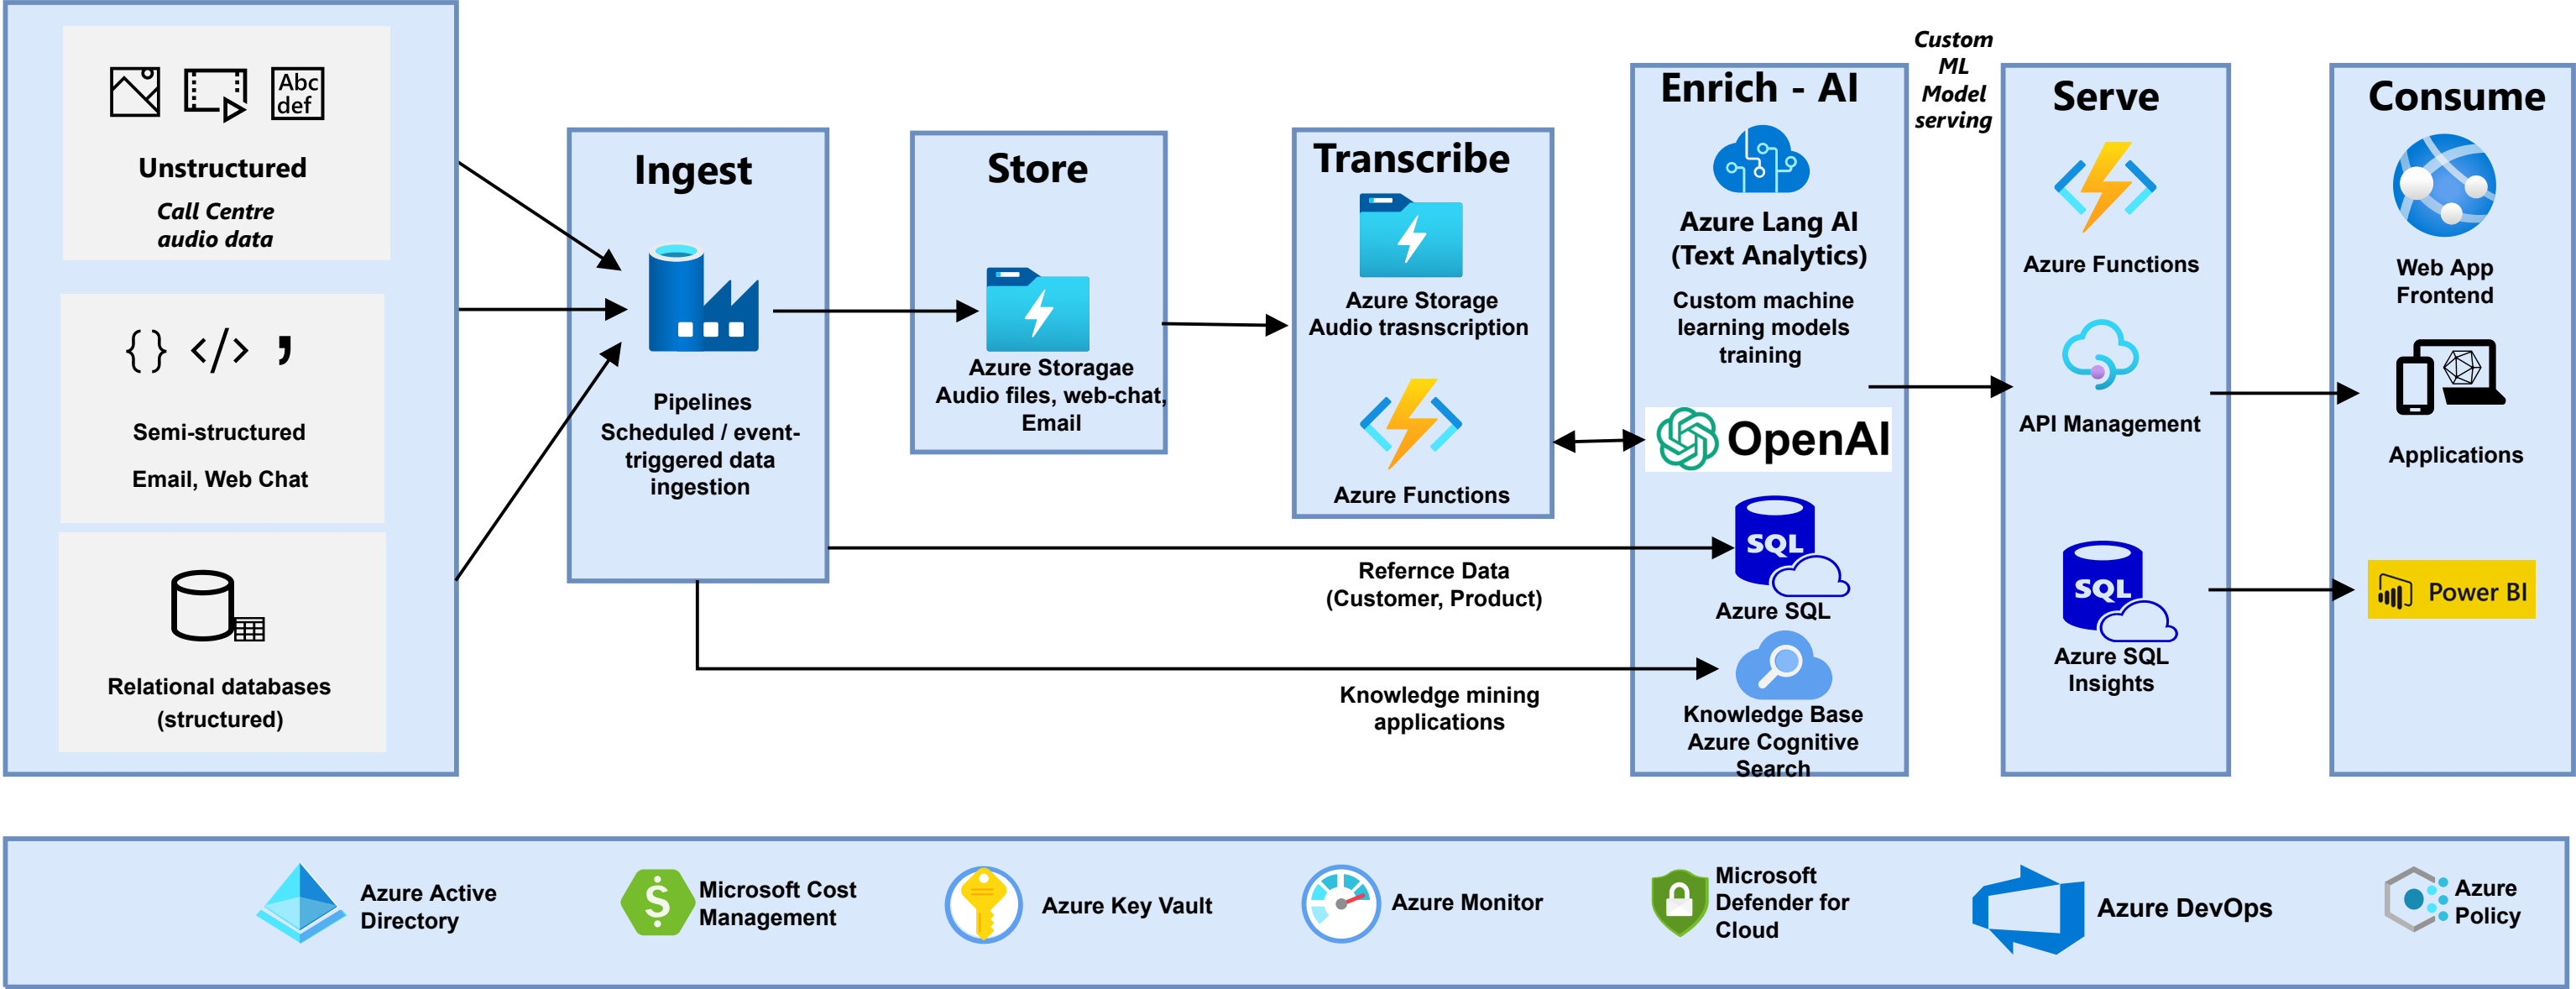 Abc
def
Unstructured
Call Centre
audio data
{ } </> ,
Semi-structured
Email, Web Chat
Relational databases
(structured)
Ingest
Pipelines
Scheduled / event-
triggered data
ingestion
Store
Azure Storagae
Audio files, web-chat,
Email
Transcribe
Azure Storage
Audio trasnscription
Azure Functions
Refernce Data
(Customer, Product)
Knowledge mining
applications
Enrich - AI
Azure Lang AI
(Text Analytics)
Custom machine
learning models
training
OpenAI
SQL
Azure SQL
Knowledge Base
Azure Cognitive
Search
Custom
ML
Model
serving
Serve
Azure Functions
API Management
SQL
Azure SQL
Insights
Consume
Web App
Frontend
Applications
Power BI
Azure Active
Directory
$
Microsoft Cost
Management
Azure Key Vault
Azure Monitor
Microsoft
Defender for
Cloud
Azure DevOps
Azure
Policy